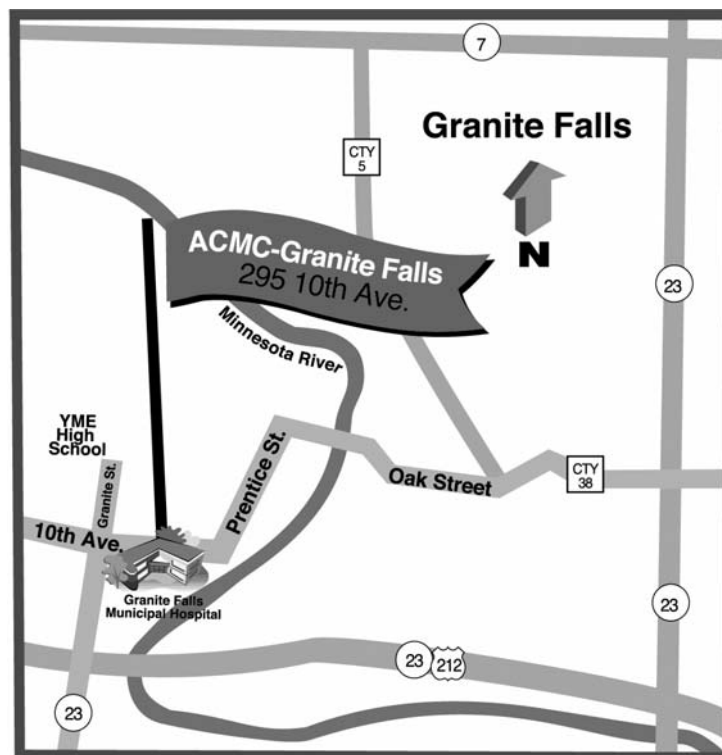 7
CTY
5
Granite Falls
N
ACMC-Granite Falls
295 10th Ave.
23
Minnesota River
YME
High
School
Granite St.
Prentice St.
Oak Street
CTY
38
10th Ave.
Granite Falls
Municipal Hospital
23
23
212
23